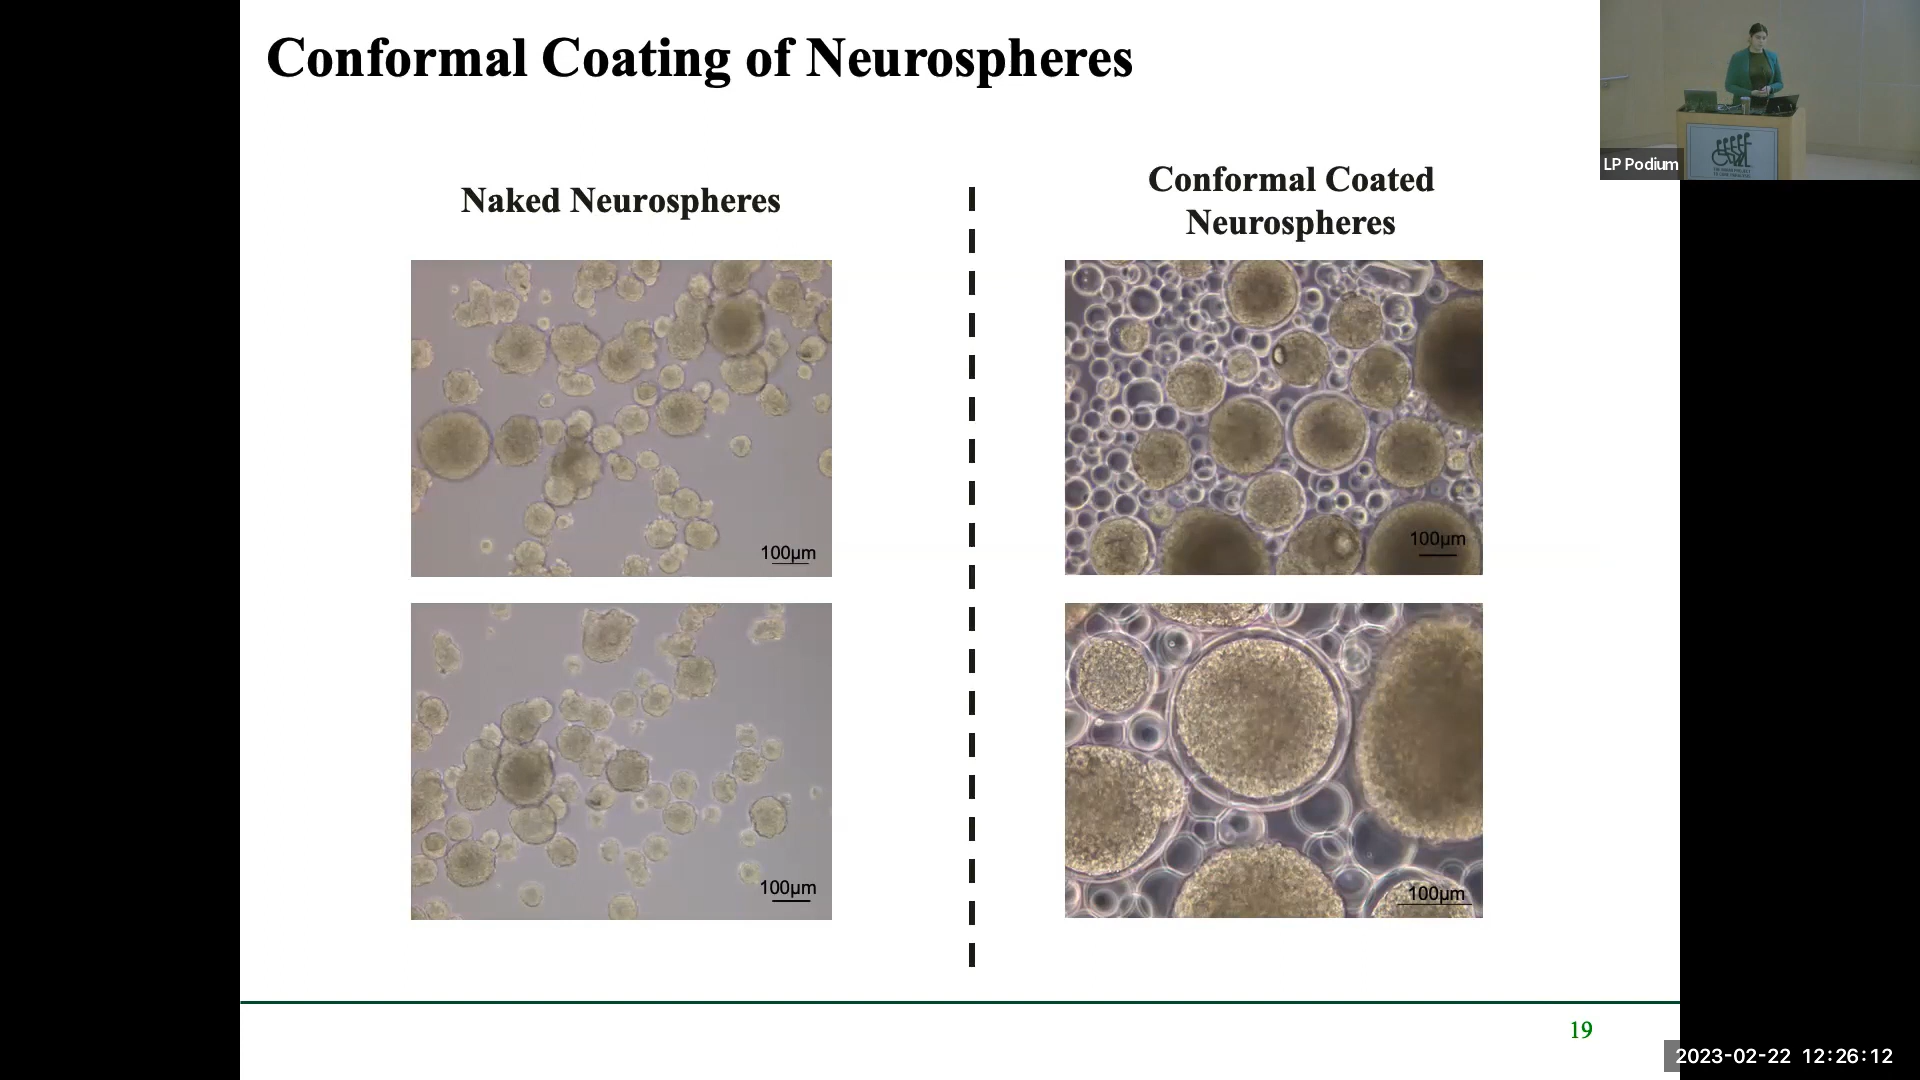 Conformal Coating of Neurospheres
Naked Neurospheres
Conformal Coated
Neurospheres
100µm
100µm
100µm
100µm
19
LP Podium
2023-02-22 12:26:12